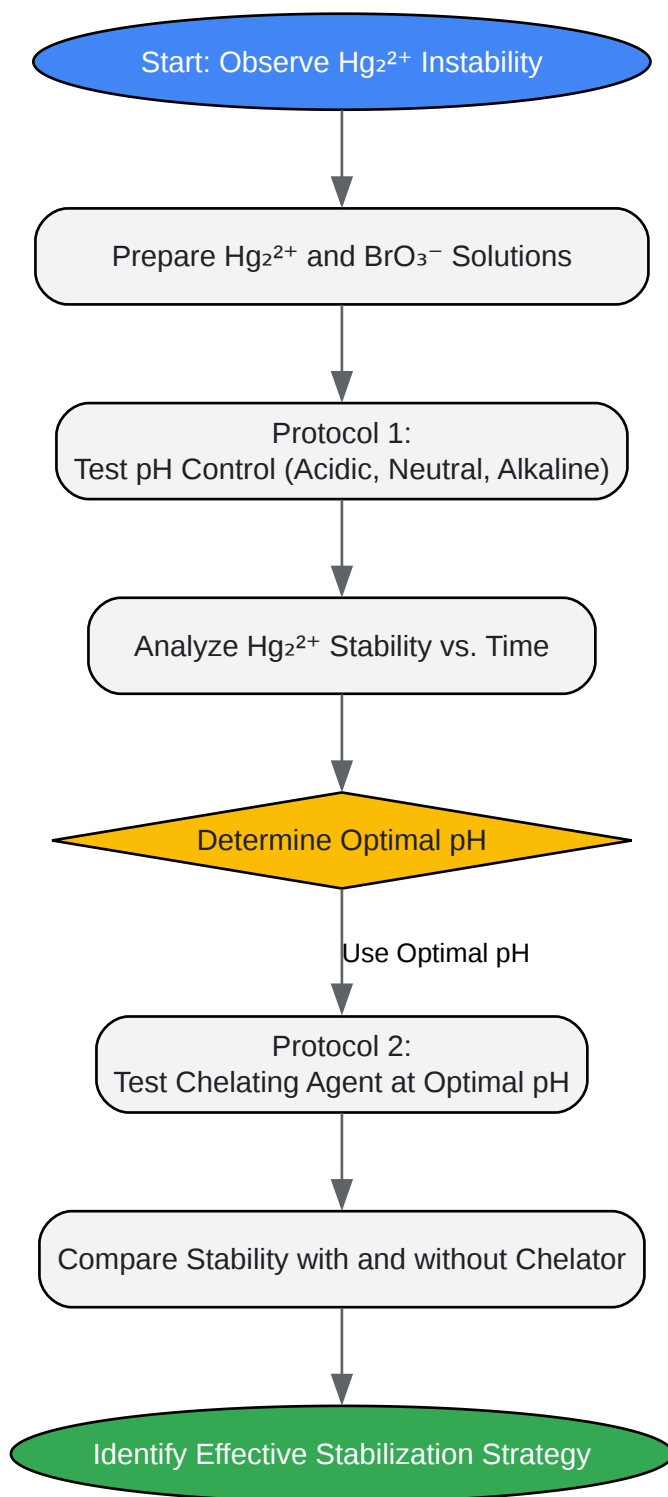 Start: Observe Hg₂²⁺ Instability
Prepare Hg₂²⁺ and BrO₃⁻ Solutions
Protocol 1:
Test pH Control (Acidic, Neutral, Alkaline)
Analyze Hg₂²⁺ Stability vs. Time
Determine Optimal pH
Use Optimal pH
Protocol 2:
Test Chelating Agent at Optimal pH
Compare Stability with and without Chelator
Identify Effective Stabilization Strategy